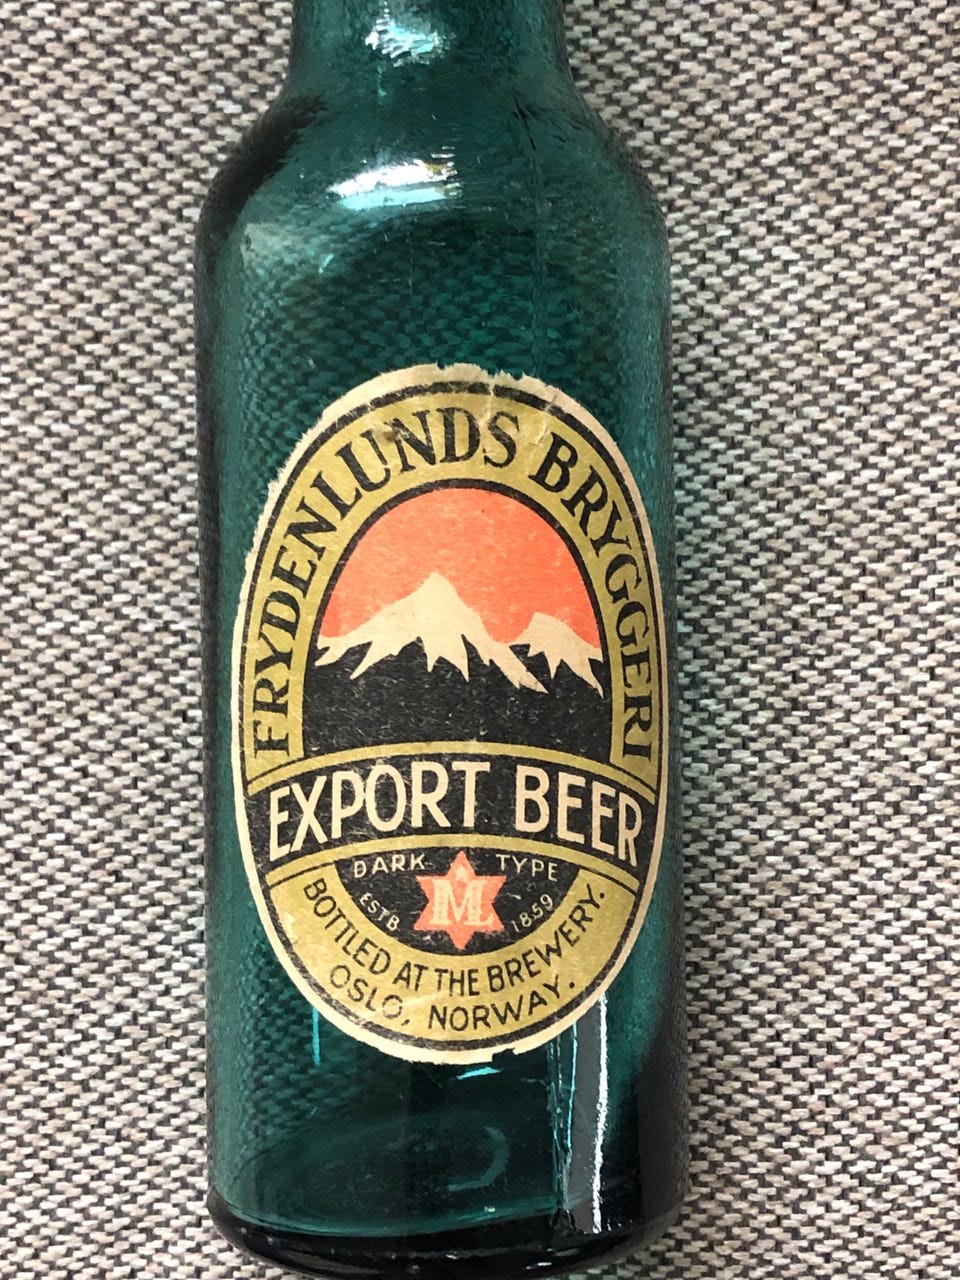 FRYDENLUNDS BRYGGERI
EXPORT BEER
DARK TYPE
ESTB 1859
ML
BOTTLED AT THE BREWERY.
OSLO, NORWAY.